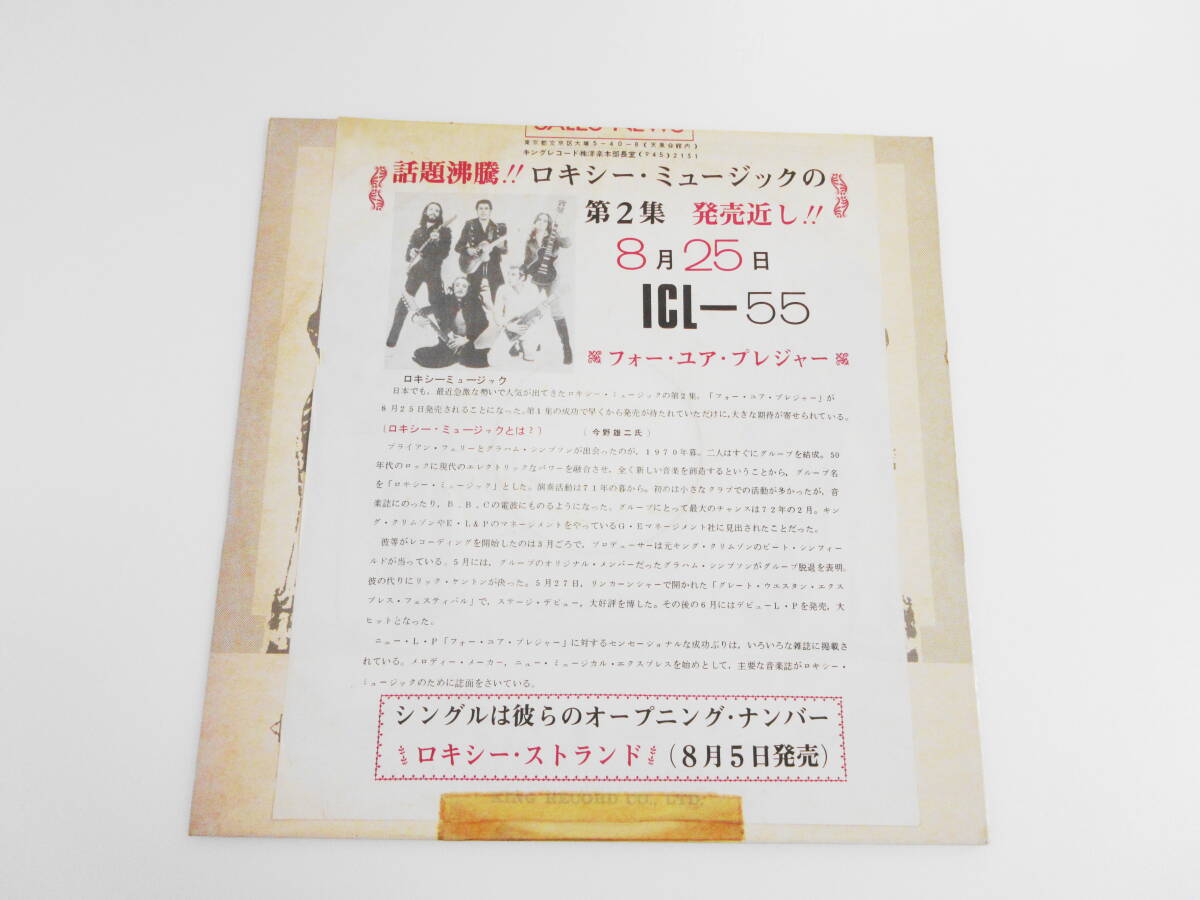 SALES NEWS
東京都文京区大塚5-40-8(天泉会館内)
キングレコード㈱洋楽本部長室(945)2151
話題沸騰!! ロキシー・ミュージックの
第2集 発売近し!!
8月25日
ICL—55
フォー・ユア・プレジャー
ロキシーミュージック
日本でも、最近急激な勢いで人気が出てきたロキシー・ミュージックの第2集,「フォー・ユア・プレジャー」が
8月25日発売されることになった。第1集の成功で早くから発売が待たれていただけに,大きな期待が寄せられている。
(ロキシー・ミュージックとは?) (今野雄二氏)
ブライアン・フェリーとグラハム・シンプソンが出会ったのが,1970年暮。二人はすぐにグループを結成。50
年代のロックに現代のエレクトリックなパワーを融合させ,全く新しい音楽を創造するということから,グループ名
を「ロキシー・ミュージック」とした。演奏活動は71年の暮から。初めは小さなクラブでの活動が多かったが,音
楽誌にのったり,B.B.Cの電波にものるようになった。グループにとって最大のチャンスは72年の2月。キン
グ・クリムゾンやE・L&Pのマネージメントをやっている G・Eマネージメント社に見出されたことだった。
彼等がレコーディングを開始したのは3月ごろで,プロデューサーは元キング・クリムゾンのピート・シンフィー
ルドが当っている。5月には,グループのオリジナル・メンバーだったグラハム・シンプソンがグループ脱退を表明。
彼の代りにリック・ケントンが決った。5月27日,リンカーンシャーで開かれた「グレート・ウエスタン・エクス
プレス・フェスティバル」で,ステージ・デビュー,大好評を博した。その後の6月にはデビューL・Pを発売,大
ヒットとなった。
ニュー・L・P「フォー・ユア・プレジャー」に対するセンセーショナルな成功ぶりは,いろいろな雑誌に掲載さ
れている。メロディー・メーカー,ニュー・ミュージカル・エクスプレスを始めとして,主要な音楽誌がロキシー・
ミュージックのために誌面をさいている。
シングルは彼らのオープニング・ナンバー
ロキシー・ストランド (8月5日発売)
KING RECORD CO., LTD.